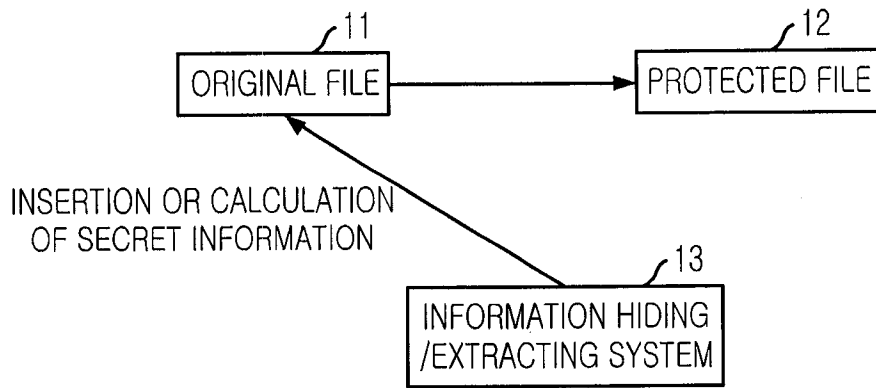 11
12
ORIGINAL FILE
PROTECTED FILE
INSERTION OR CALCULATION
OF SECRET INFORMATION
13
INFORMATION HIDING
/EXTRACTING SYSTEM